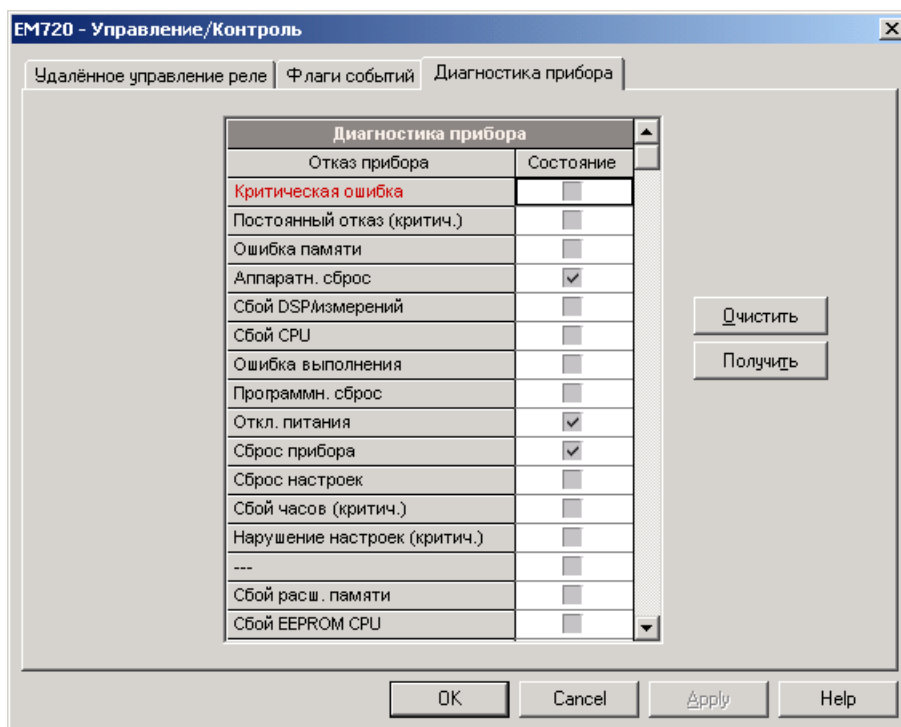 EM720 - Управление/Контроль
Удалённое управление реле
Флаги событий
Диагностика прибора
Диагностика прибора
Отказ прибора Состояние
Критическая ошибка
Постоянный отказ (критич.)
Ошибка памяти
Аппаратн. сброс
Сбой DSP/измерений
Сбой CPU
Ошибка выполнения
Программн. сброс
Откл. питания
Сброс прибора
Сброс настроек
Сбой часов (критич.)
Нарушение настроек (критич.)
---
Сбой расш. памяти
Сбой EEPROM CPU
Очистить
Получить
OK Cancel Apply Help